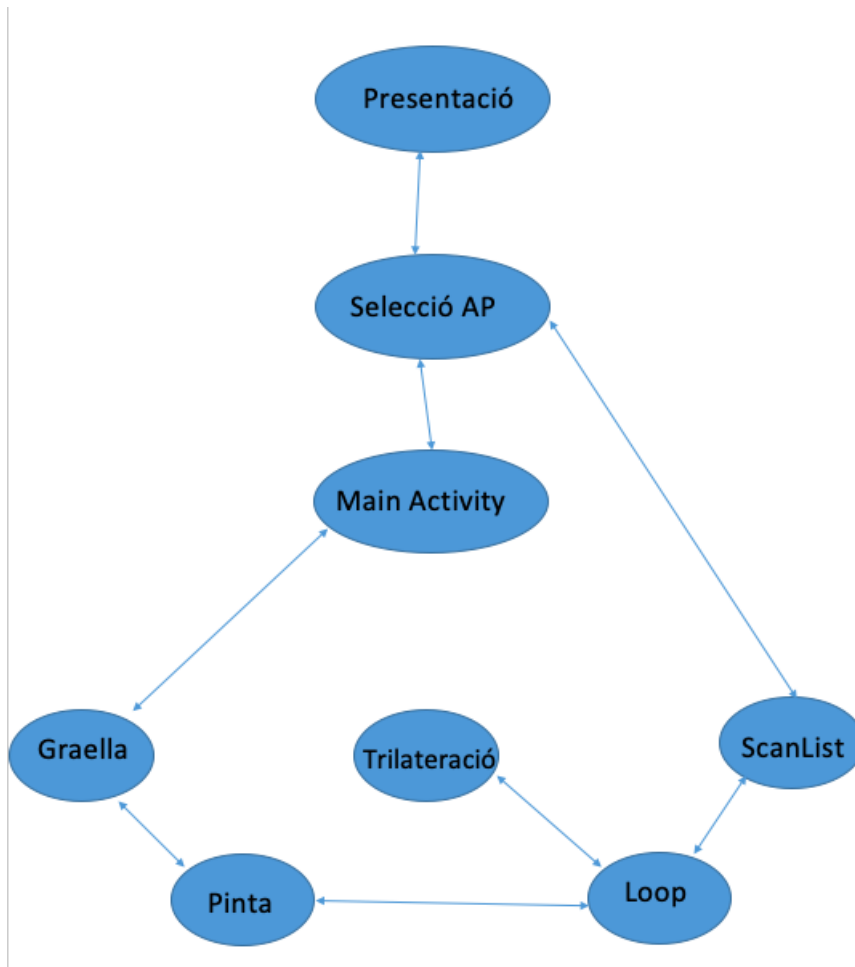 Presentació
Selecció AP
Main Activity
Graella
Trilateració
ScanList
Pinta
Loop